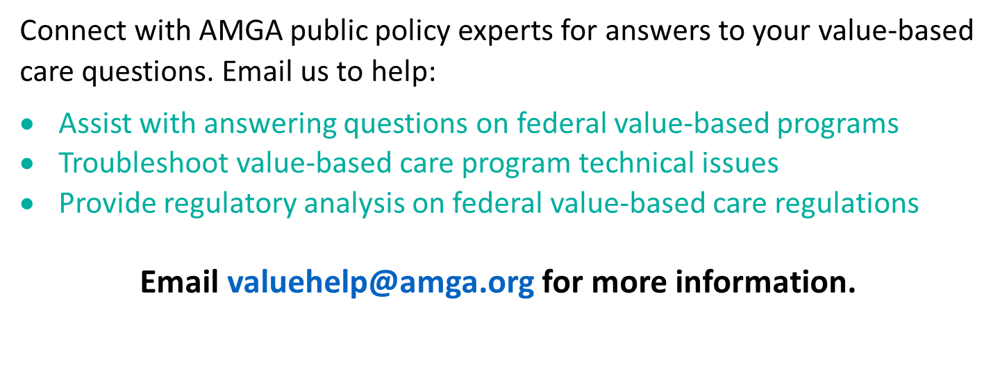 Connect with AMGA public policy experts for answers to your value-based
care questions. Email us to help:
• Assist with answering questions on federal value-based programs
• Troubleshoot value-based care program technical issues
• Provide regulatory analysis on federal value-based care regulations
Email valuehelp@amga.org for more information.